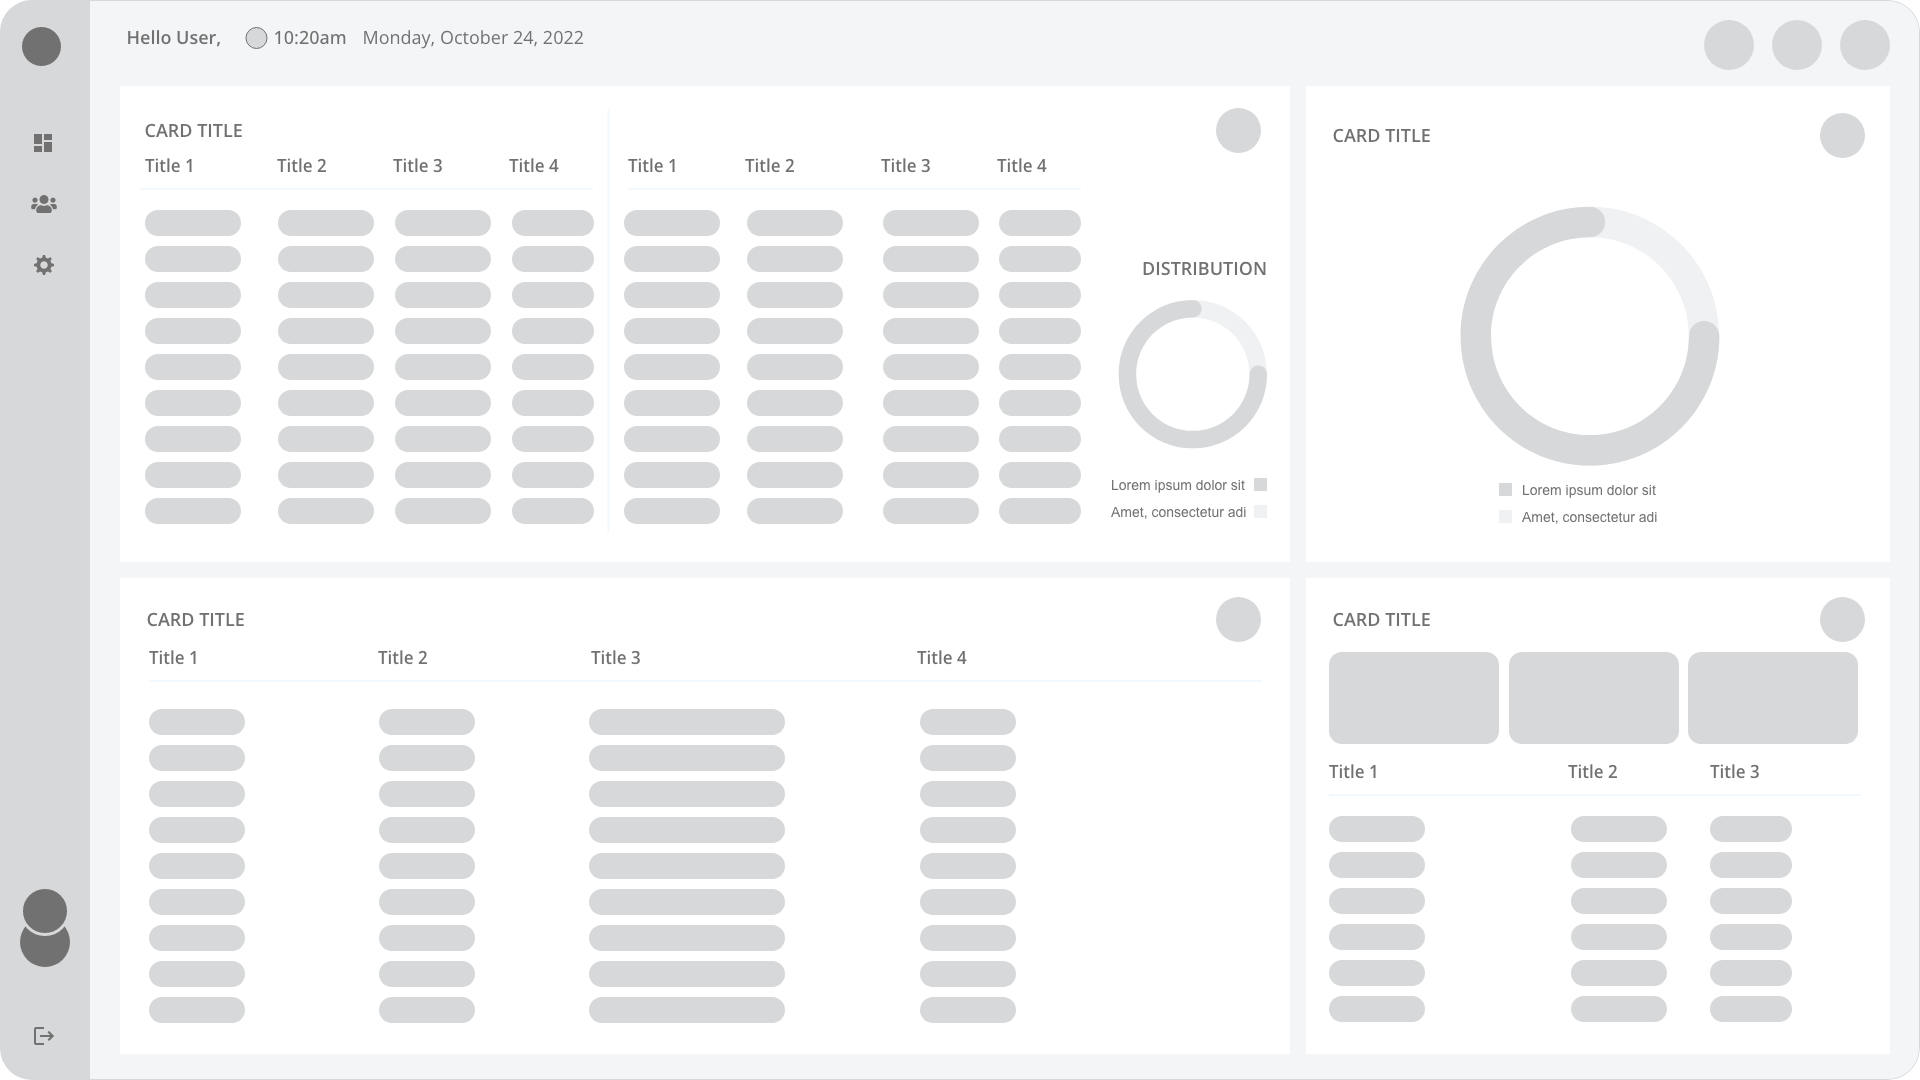 Hello User, 10:20am Monday, October 24, 2022
CARD TITLE
Title 1 Title 2 Title 3 Title 4 Title 1 Title 2 Title 3 Title 4
DISTRIBUTION
Lorem ipsum dolor sit
Amet, consectetur adi
CARD TITLE
Lorem ipsum dolor sit
Amet, consectetur adi
CARD TITLE
Title 1 Title 2 Title 3 Title 4
CARD TITLE
Title 1 Title 2 Title 3